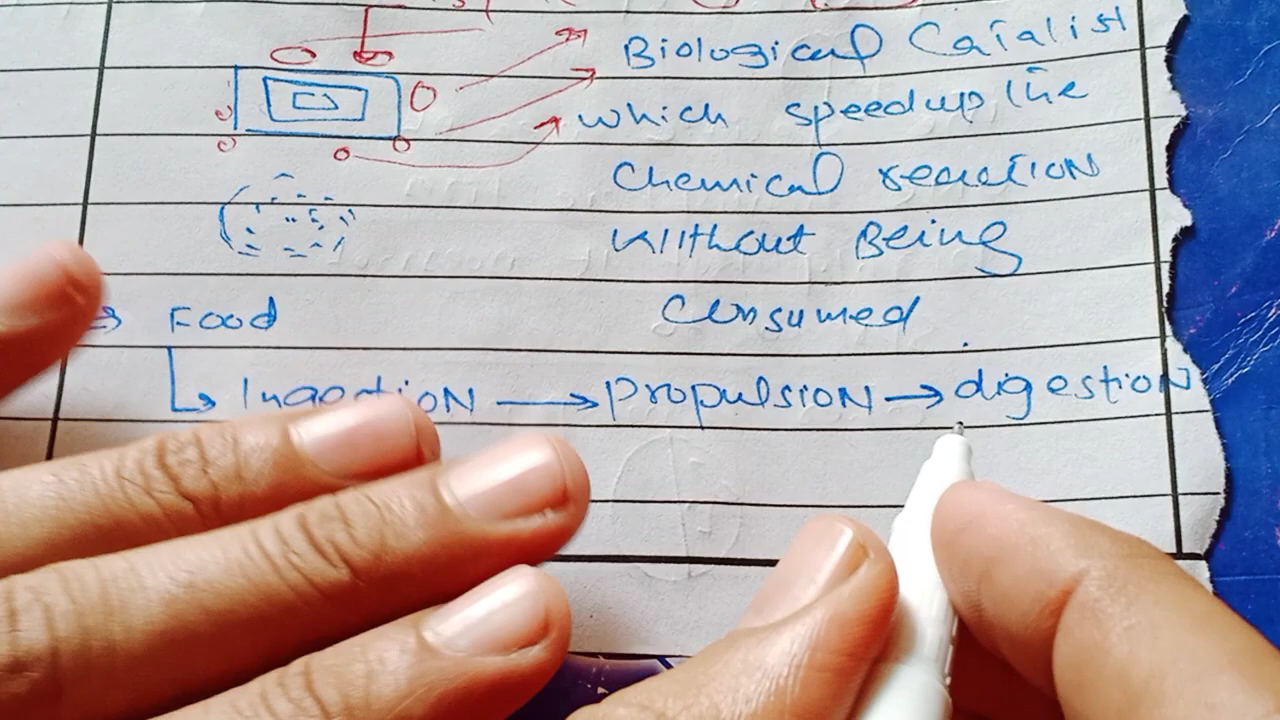 Biological Catalist
which speedup the
Chemical reaction
Without Being
Food
Consumed
Ingestion → propulsion → digestion